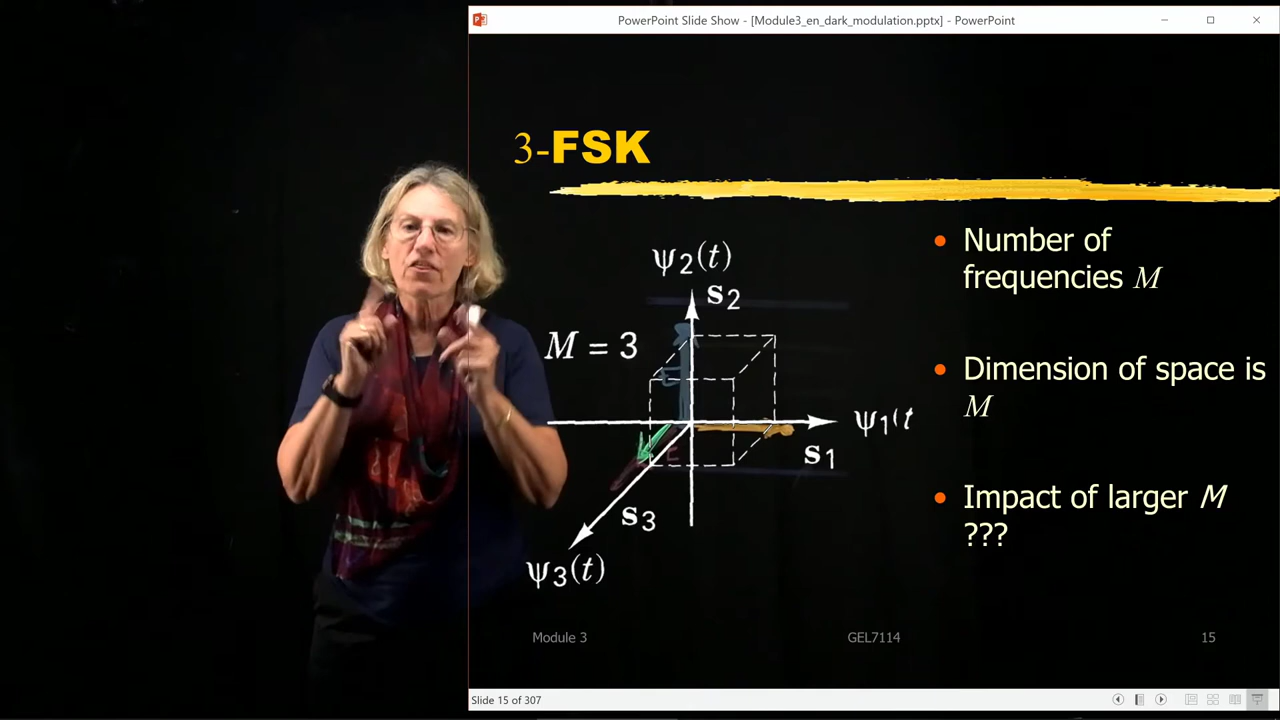 PowerPoint Slide Show - [Module3_en_dark_modulation.pptx] - PowerPoint
3-FSK
ψ2(t)
s2
M = 3
ψ1(t
s1
s3
ψ3(t)
E
• Number of
frequencies M
• Dimension of space is
M
• Impact of larger M
???
Module 3
GEL7114
15
Slide 15 of 307